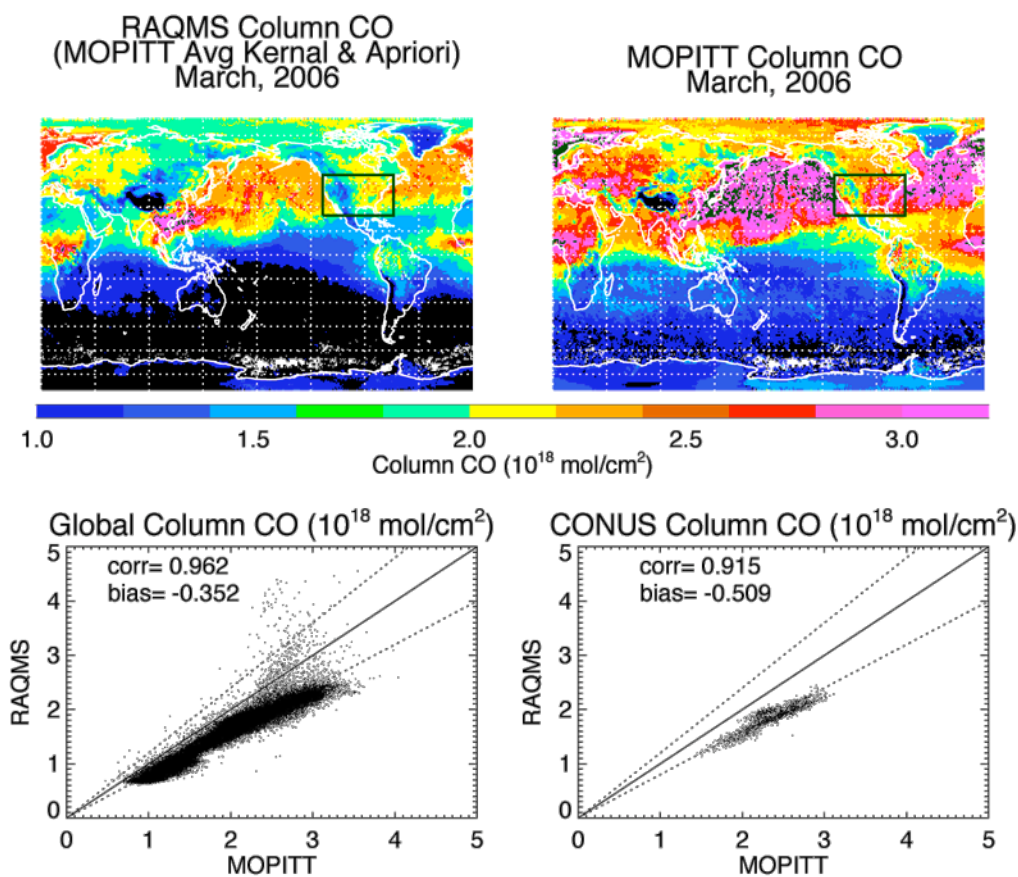 RAQMS Column CO
(MOPITT Avg Kernal & Apriori)
March, 2006
MOPITT Column CO
March, 2006
1.0 1.5 2.0 2.5 3.0
Column CO (10¹⁸ mol/cm²)
Global Column CO (10¹⁸ mol/cm²)
corr= 0.962
bias= -0.352
5
4
3
2
1
0
RAQMS
0 1 2 3 4 5
MOPITT
CONUS Column CO (10¹⁸ mol/cm²)
corr= 0.915
bias= -0.509
5
4
3
2
1
0
RAQMS
0 1 2 3 4 5
MOPITT